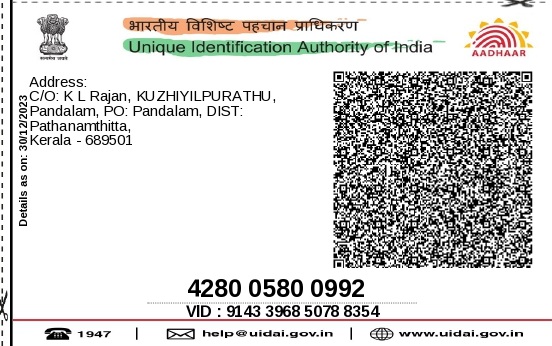 भारतीय विशिष्ट पहचान प्राधिकरण
Unique Identification Authority of India
AADHAAR
Details as on: 30/12/2023
Address:
C/O: K L Rajan, KUZHIYILPURATHU,
Pandalam, PO: Pandalam, DIST:
Pathanamthitta,
Kerala - 689501
4280 0580 0992
VID : 9143 3968 5078 8354
1947 | help@uidai.gov.in | www.uidai.gov.in